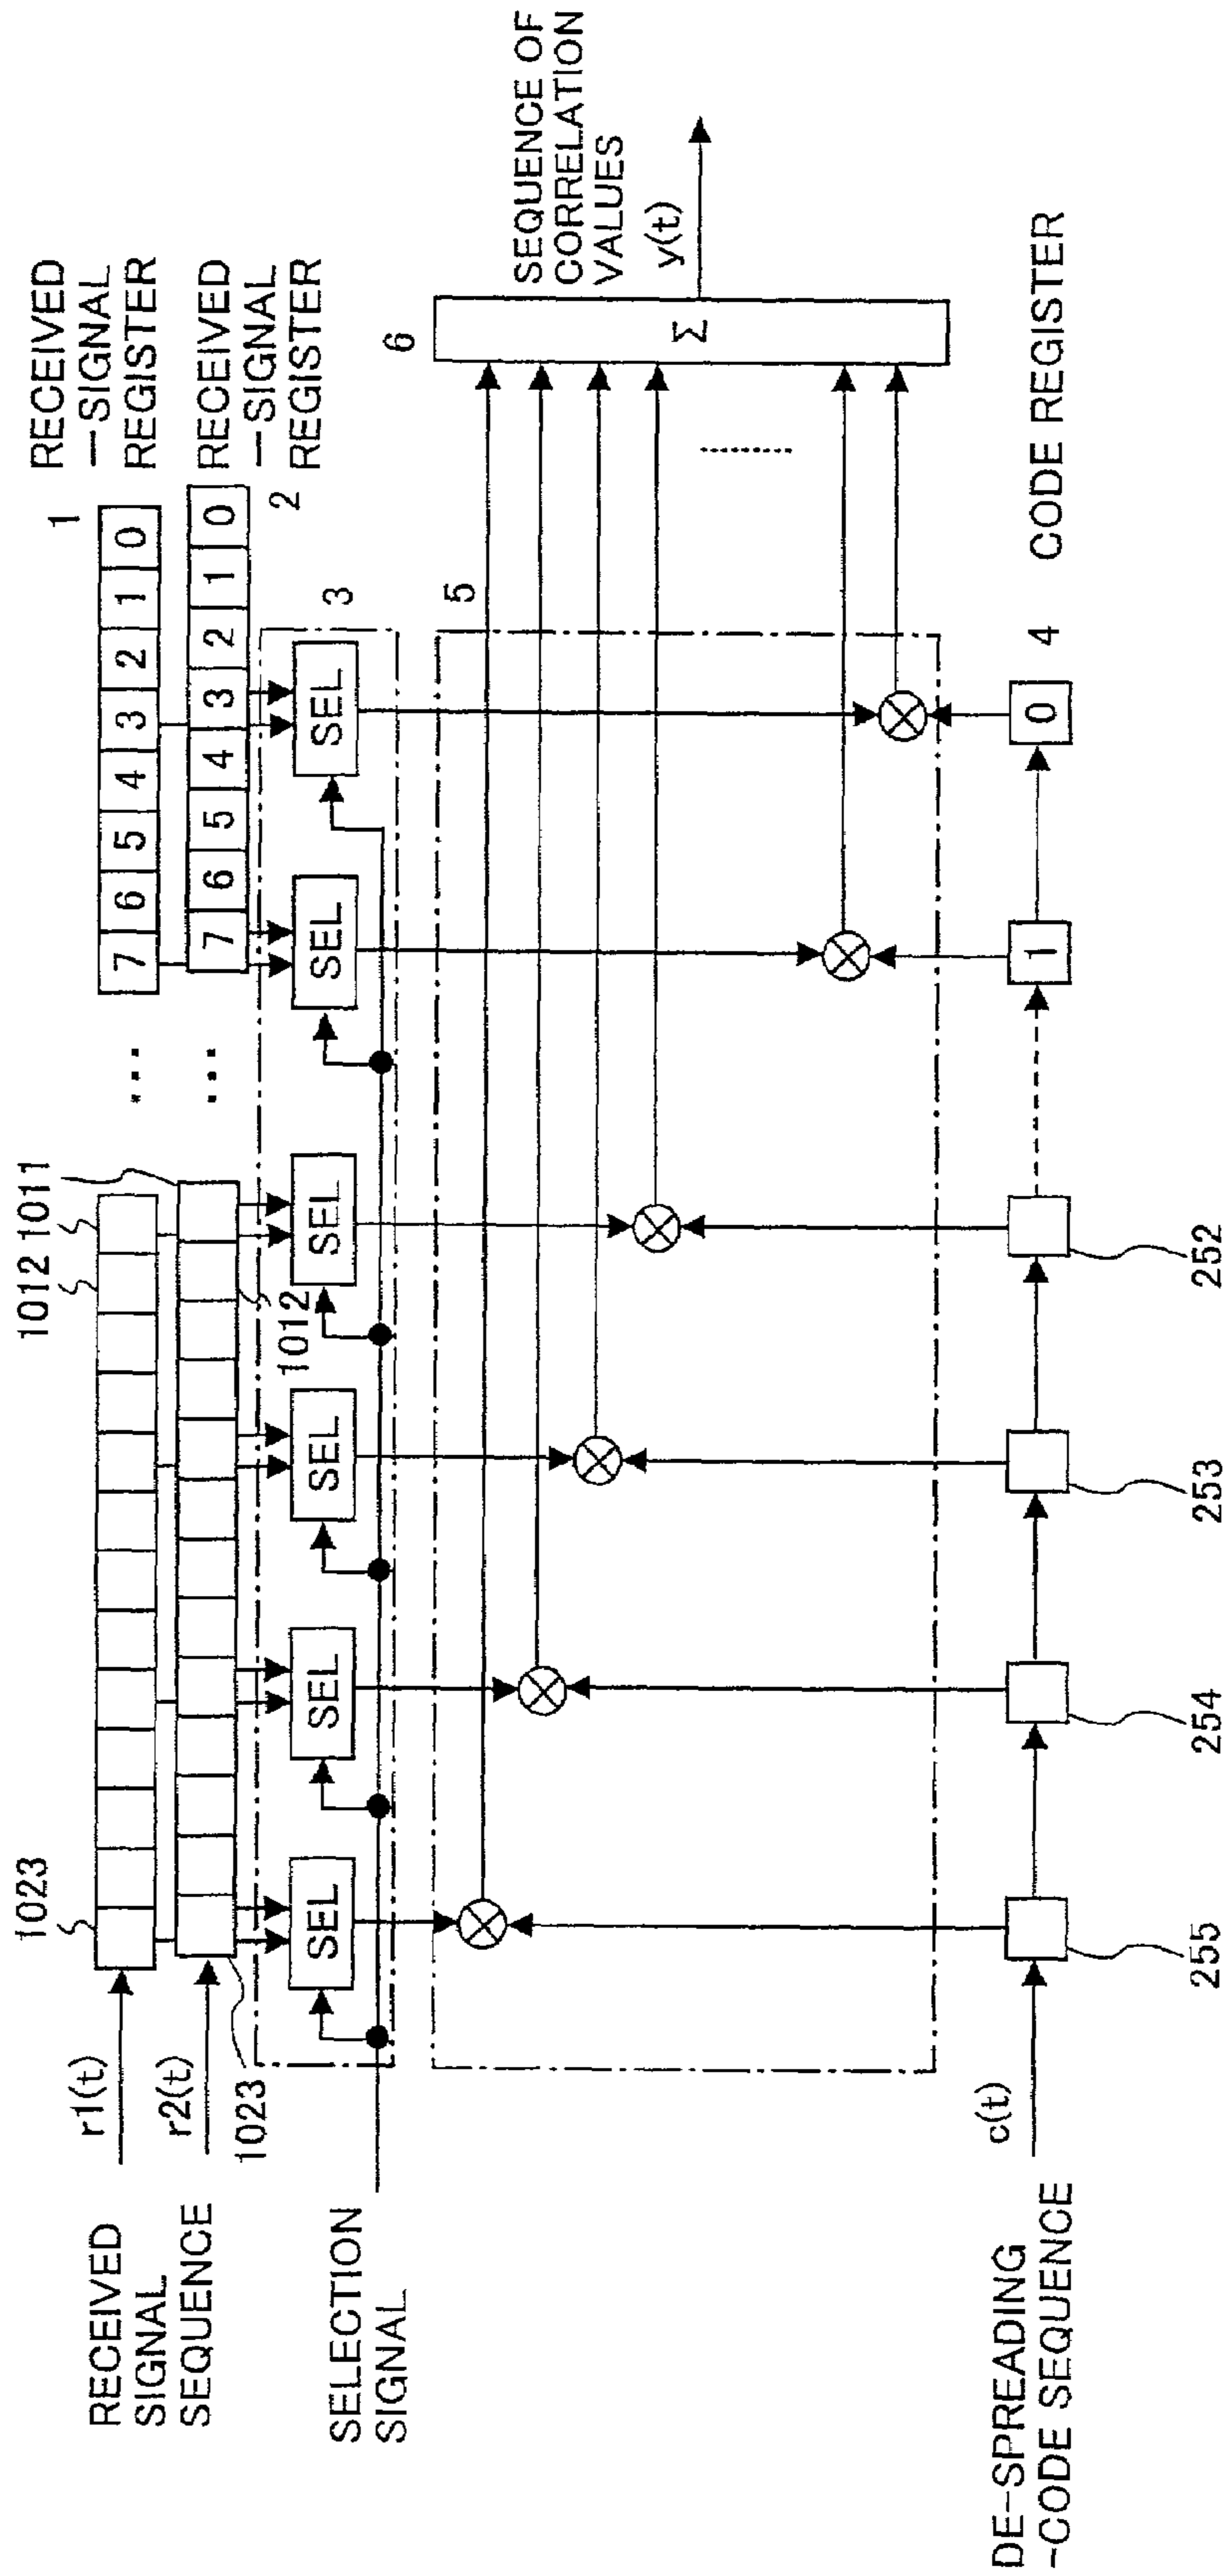 RECEIVED
SIGNAL
SEQUENCE
r1(t)
r2(t)
1023
1023
1012
1011
1012
...
...
7 6 5 4 3 2 1 0
1
RECEIVED
-SIGNAL
REGISTER
7 6 5 4 3 2 1 0
2
RECEIVED
-SIGNAL
REGISTER
SELECTION
SIGNAL
SEL
SEL
SEL
SEL
SEL
SEL
3
5
6
Σ
SEQUENCE OF
CORRELATION
VALUES
y(t)
DE-SPREADING
-CODE SEQUENCE
c(t)
255
254
253
252
1
0
4
CODE REGISTER